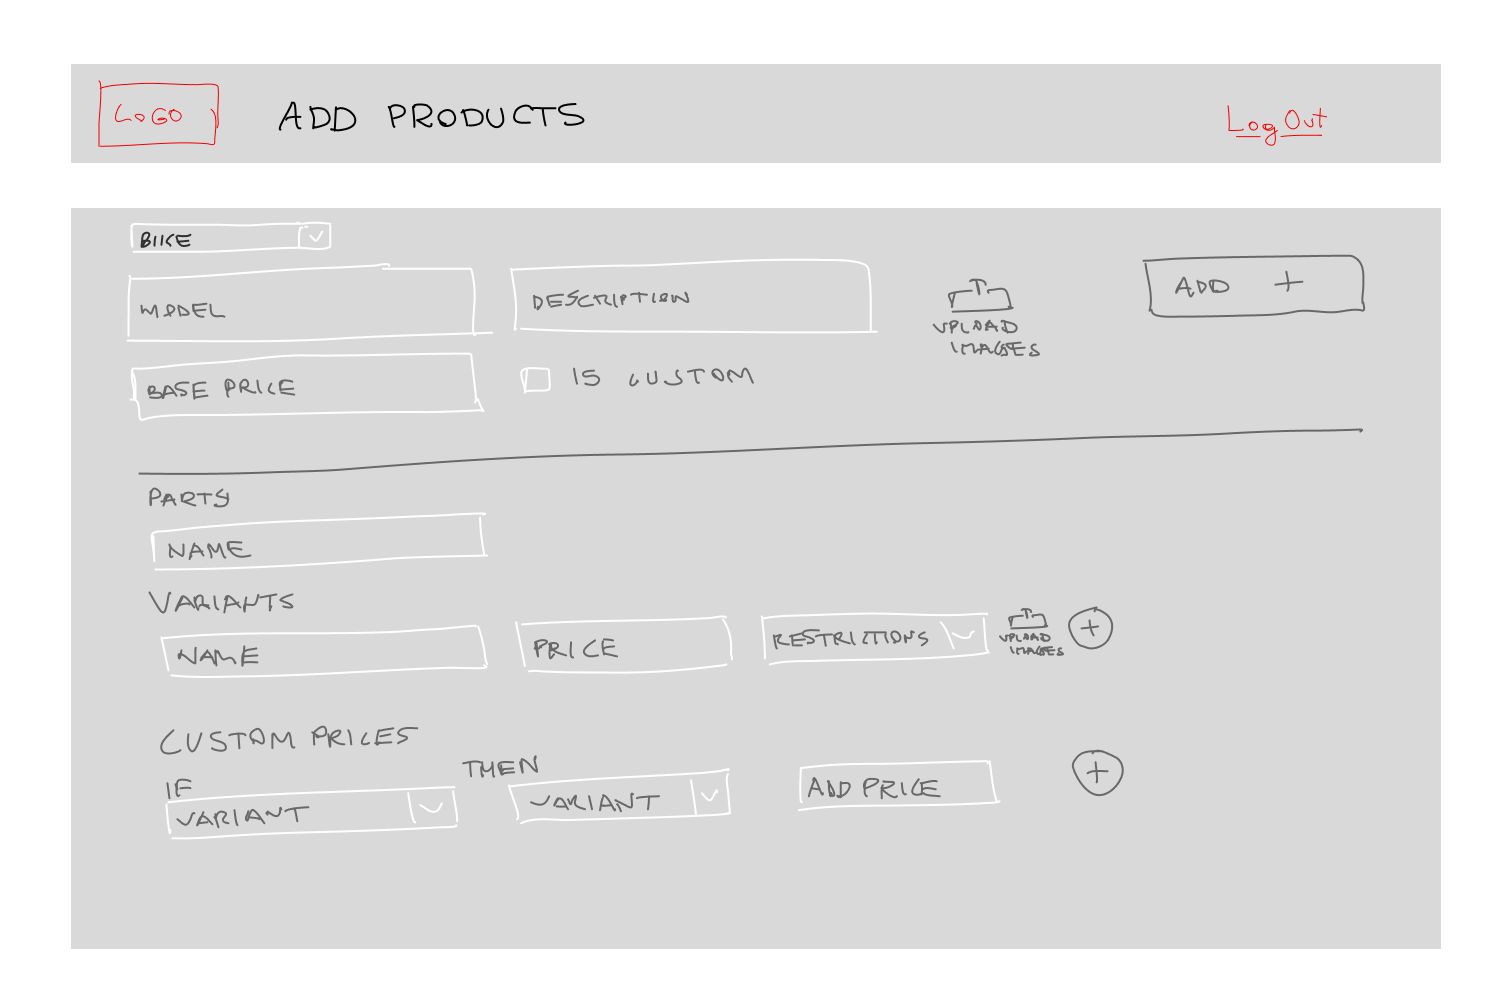 LOGO
ADD PRODUCTS
Log Out
BIKE
MODEL
DESCRIPTION
UPLOAD
IMAGES
ADD +
BASE PRICE
IS CUSTOM
PARTS
NAME
VARIANTS
NAME
PRICE
RESTRICTIONS
UPLOAD
IMAGES
+
CUSTOM PRICES
IF
THEN
VARIANT
VARIANT
ADD PRICE
+